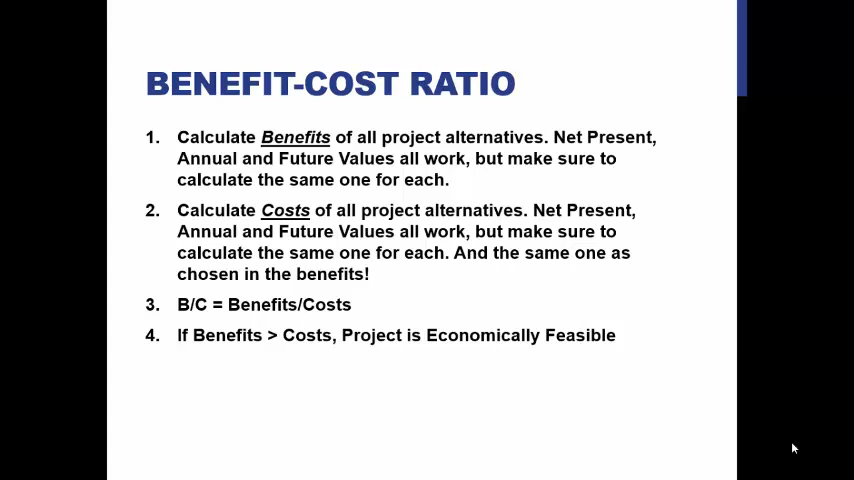 BENEFIT-COST RATIO
1. Calculate Benefits of all project alternatives. Net Present,
Annual and Future Values all work, but make sure to
calculate the same one for each.
2. Calculate Costs of all project alternatives. Net Present,
Annual and Future Values all work, but make sure to
calculate the same one for each. And the same one as
chosen in the benefits!
3. B/C = Benefits/Costs
4. If Benefits > Costs, Project is Economically Feasible